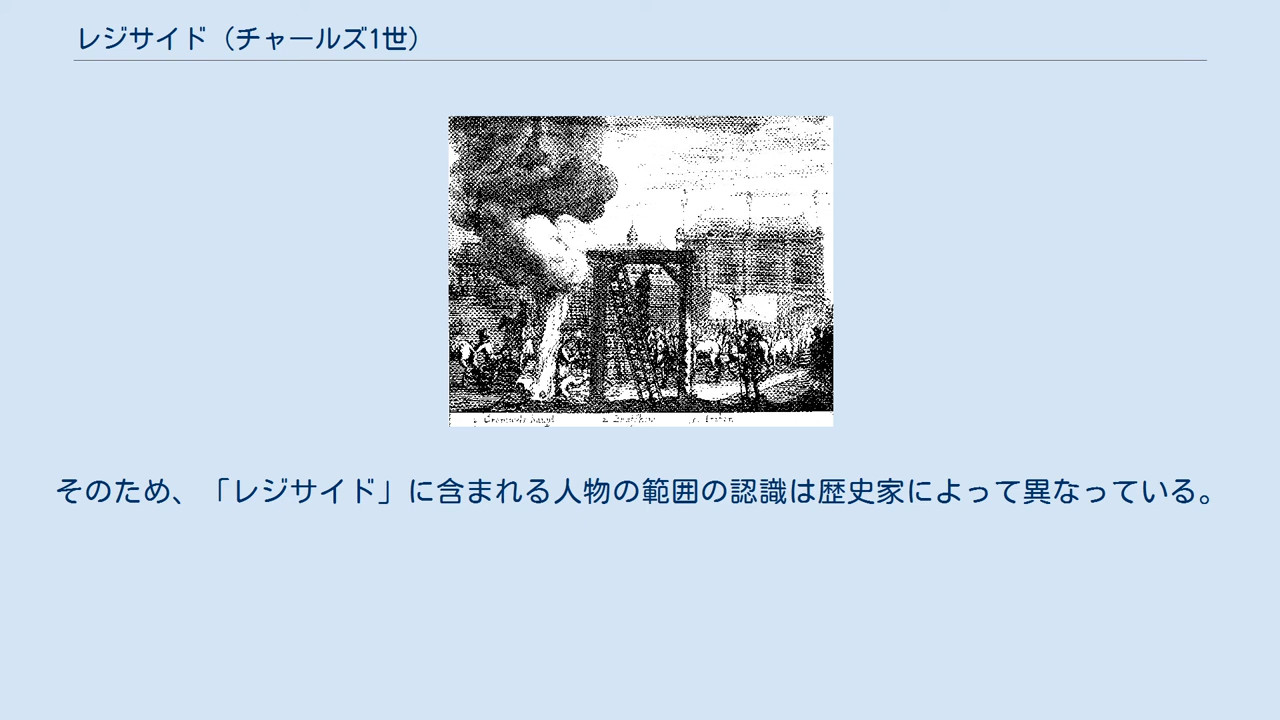 レジサイド（チャールズ1世）
そのため、「レジサイド」に含まれる人物の範囲の認識は歴史家によって異なっている。